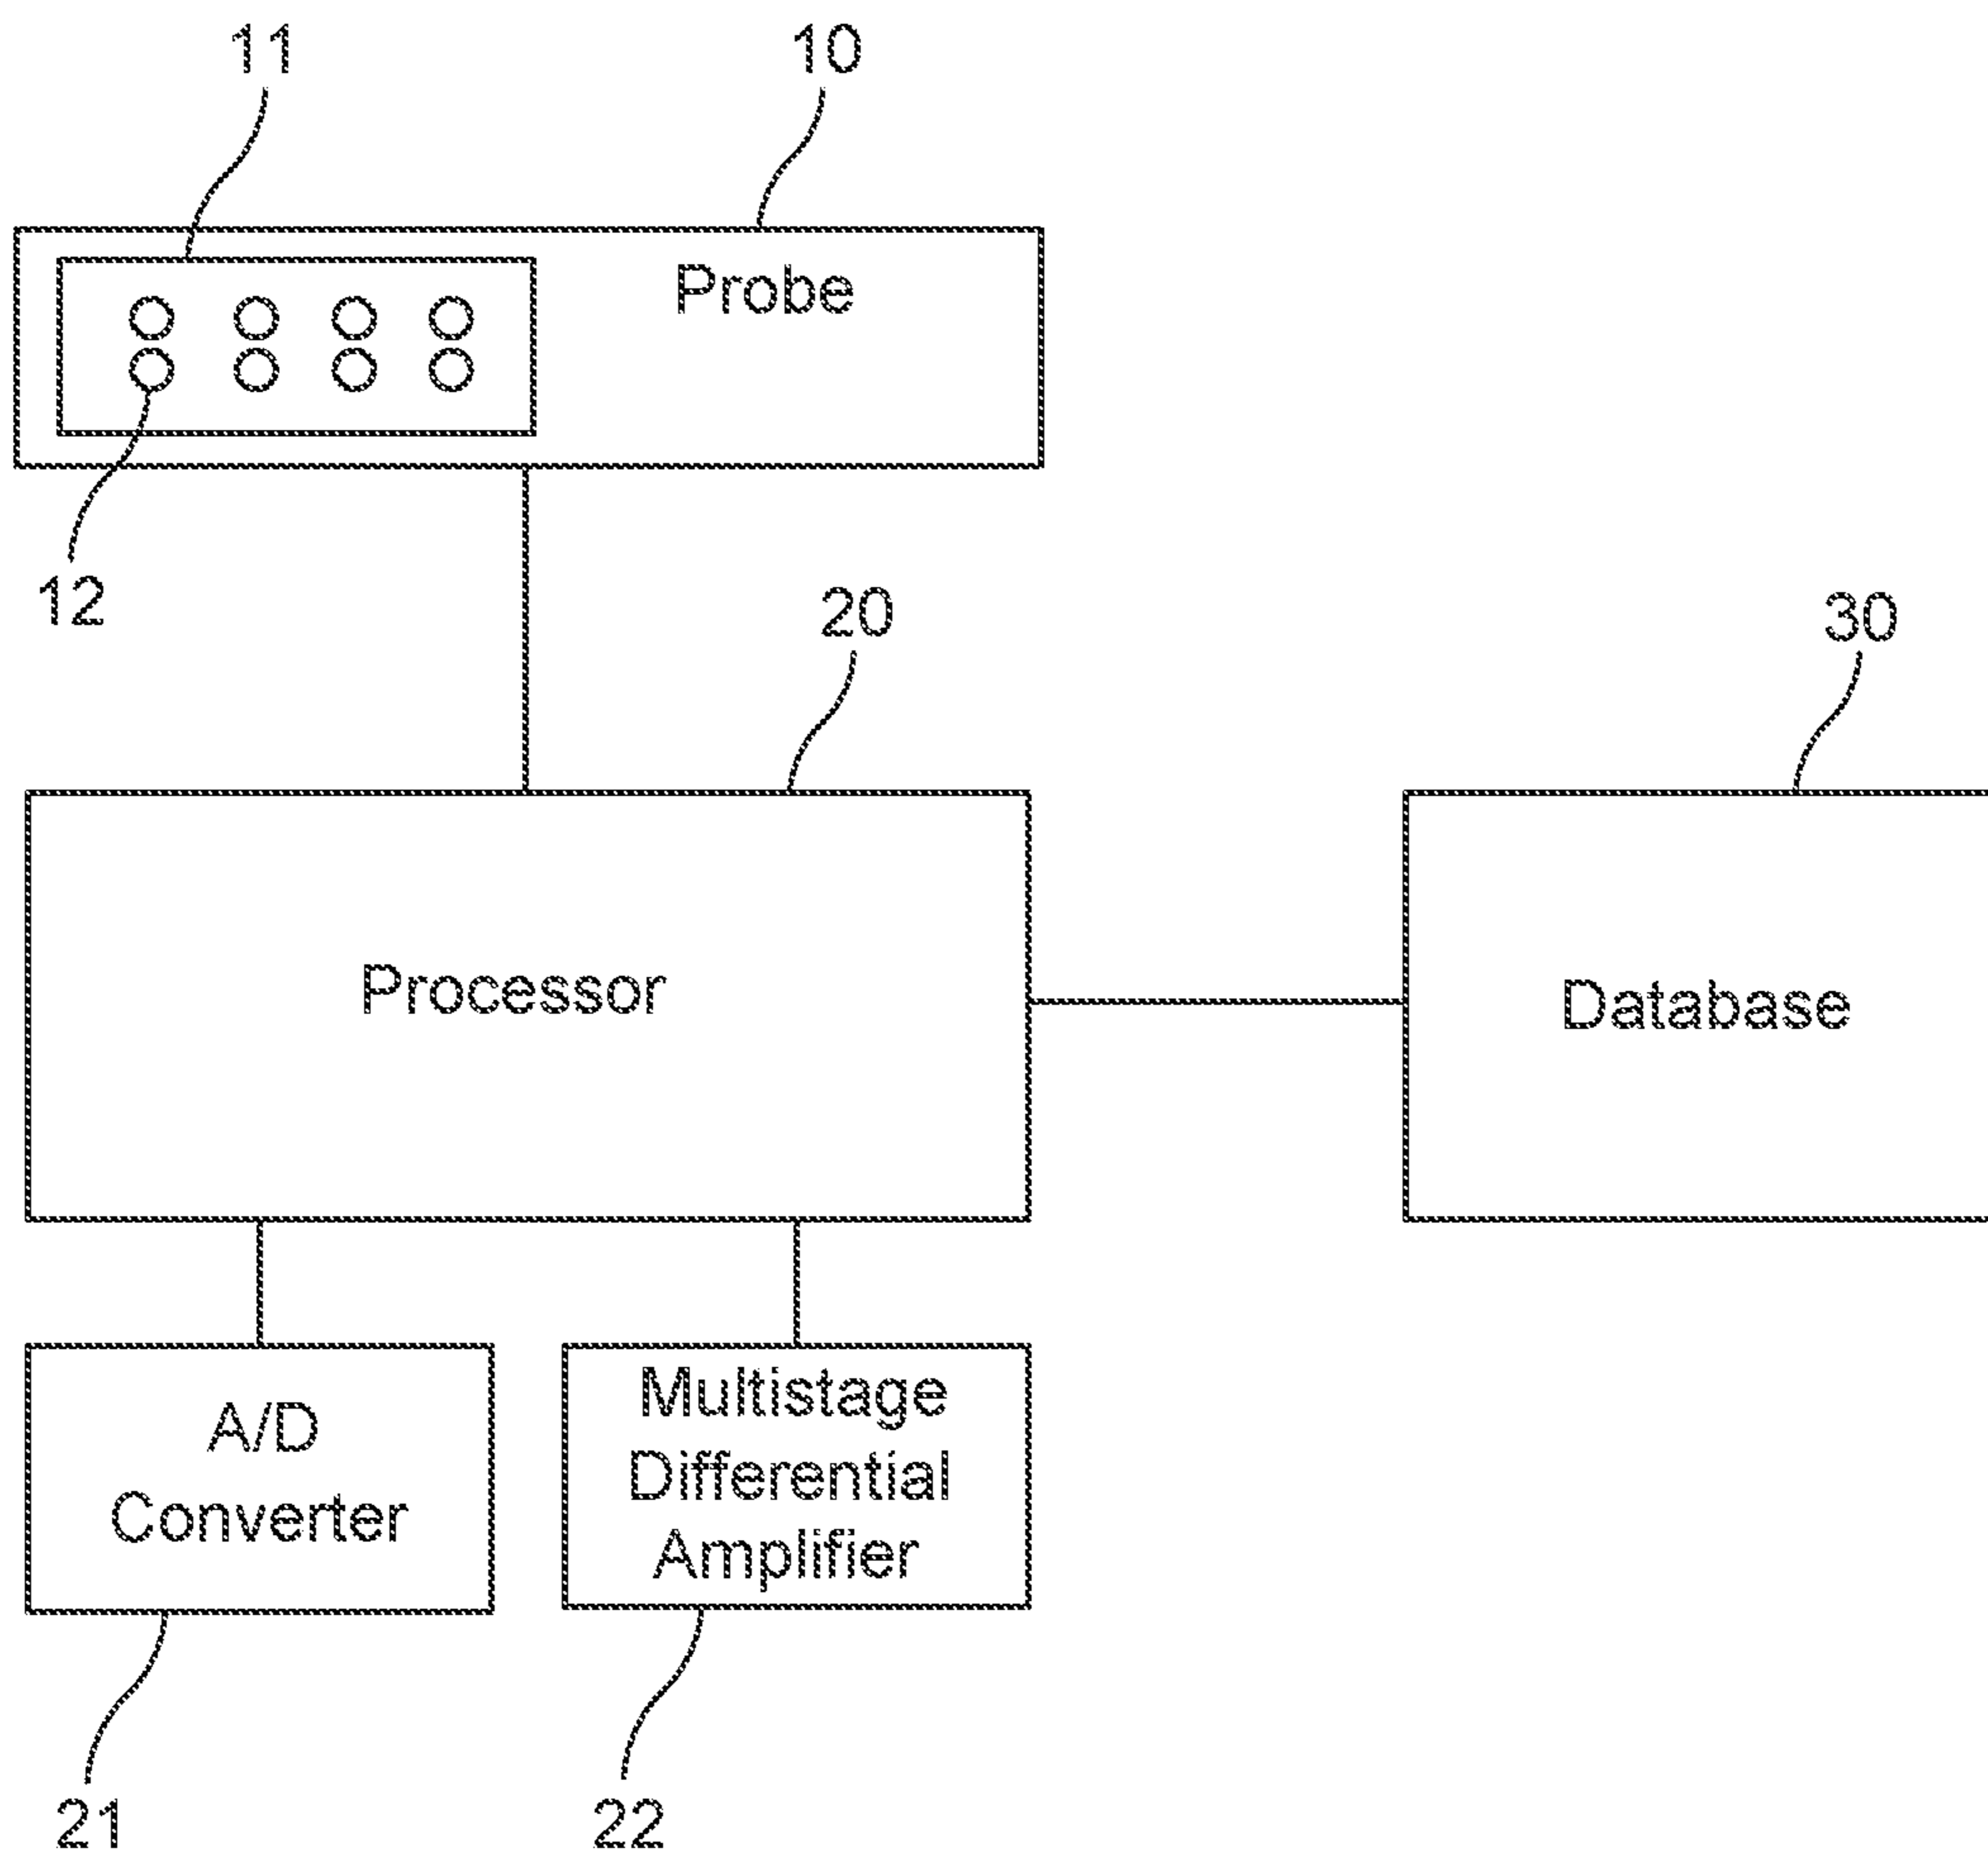 11
10
Probe
12
20
30
Processor
Database
A/D
Converter
Multistage
Differential
Amplifier
21
22